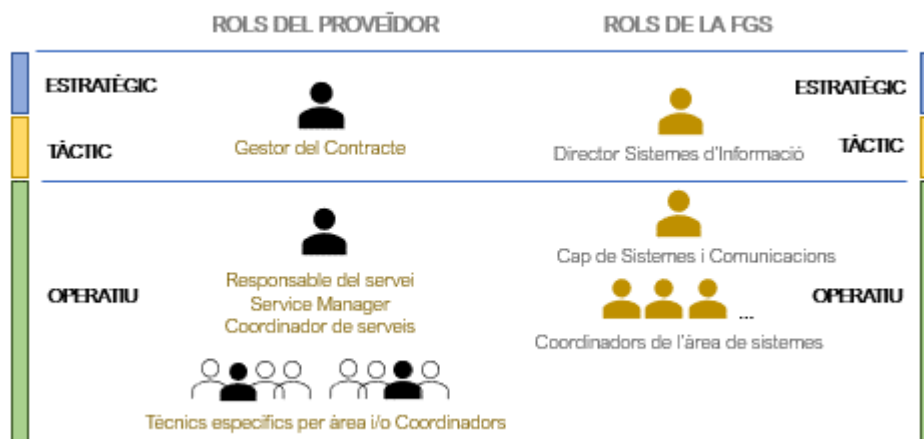 ROLS DEL PROVEÏDOR
ROLS DE LA FGS
ESTRATÈGIC
ESTRATÈGIC
TÀCTIC
Gestor del Contracte
Director Sistemes d'Informació
TÀCTIC
Cap de Sistemes i Comunicacions
Responsable del servei
Service Manager
Coordinador de serveis
OPERATIU
OPERATIU
...
Coordinadors de l'àrea de sistemes
Tècnics específics per àrea i/o Coordinadors